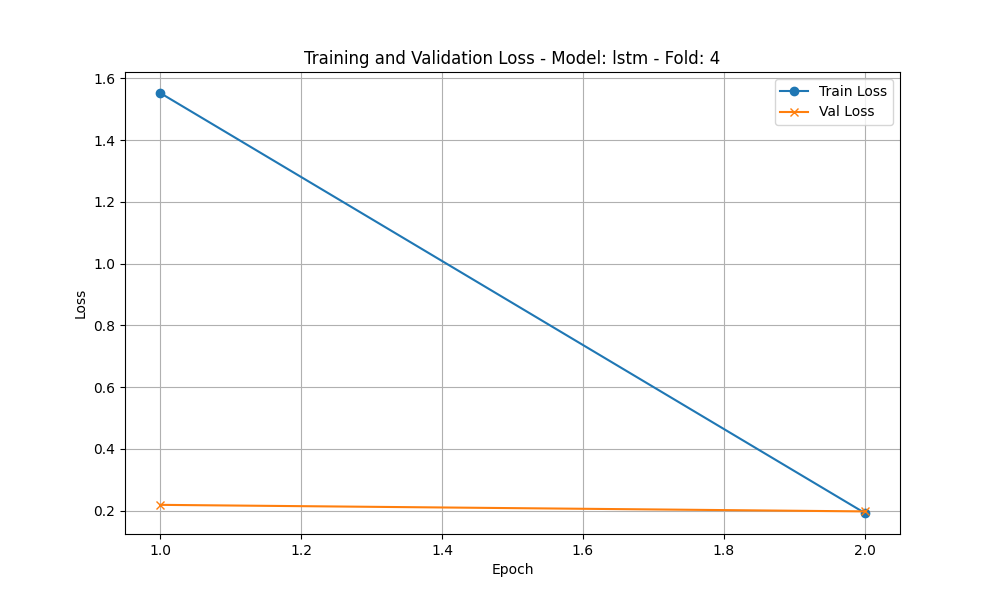 Training and Validation Loss - Model: lstm - Fold: 4
Train Loss
Val Loss
1.6
1.4
1.2
1.0
0.8
0.6
0.4
0.2
Loss
1.0 1.2 1.4 1.6 1.8 2.0
Epoch